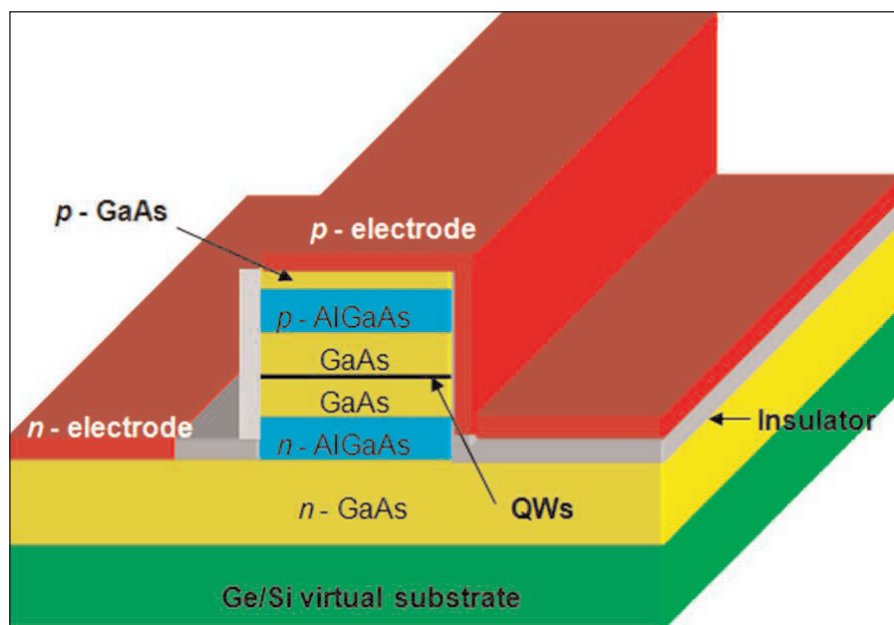 p - GaAs
p - electrode
p - AlGaAs
GaAs
GaAs
n - electrode
n - AlGaAs
Insulator
n - GaAs
QWs
Ge/Si virtual substrate